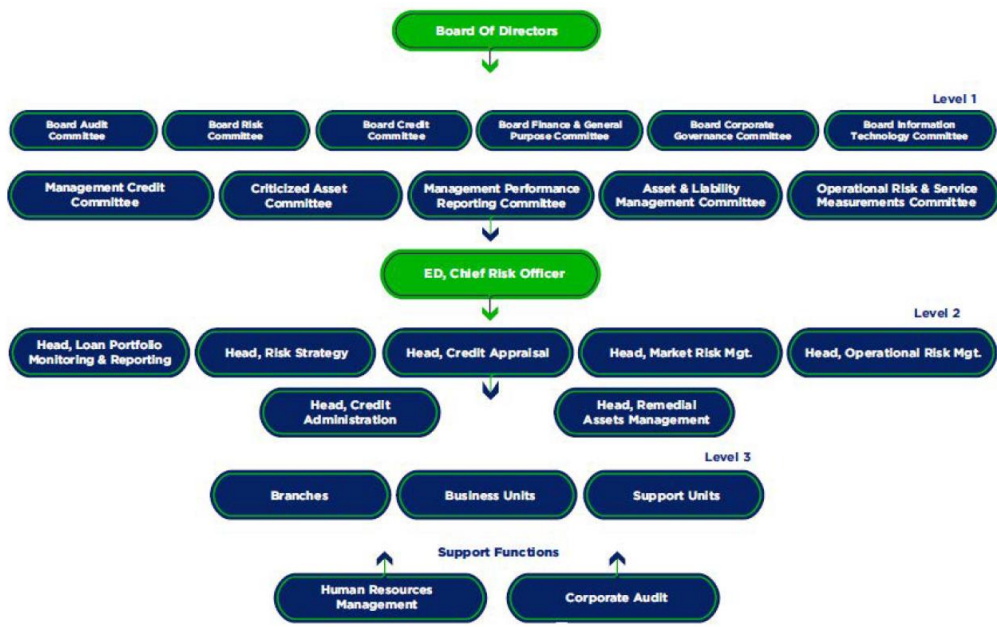 Board Of Directors
Level 1
Board Audit
Committee
Board Risk
Committee
Board Credit
Committee
Board Finance & General
Purpose Committee
Board Corporate
Governance Committee
Board Information
Technology Committee
Management Credit
Committee
Criticized Asset
Committee
Management Performance
Reporting Committee
Asset & Liability
Management Committee
Operational Risk & Service
Measurements Committee
ED, Chief Risk Officer
Level 2
Head, Loan Portfolio
Monitoring & Reporting
Head, Risk Strategy
Head, Credit Appraisal
Head, Market Risk Mgt.
Head, Operational Risk Mgt.
Head, Credit
Administration
Head, Remedial
Assets Management
Level 3
Branches
Business Units
Support Units
Support Functions
Human Resources
Management
Corporate Audit